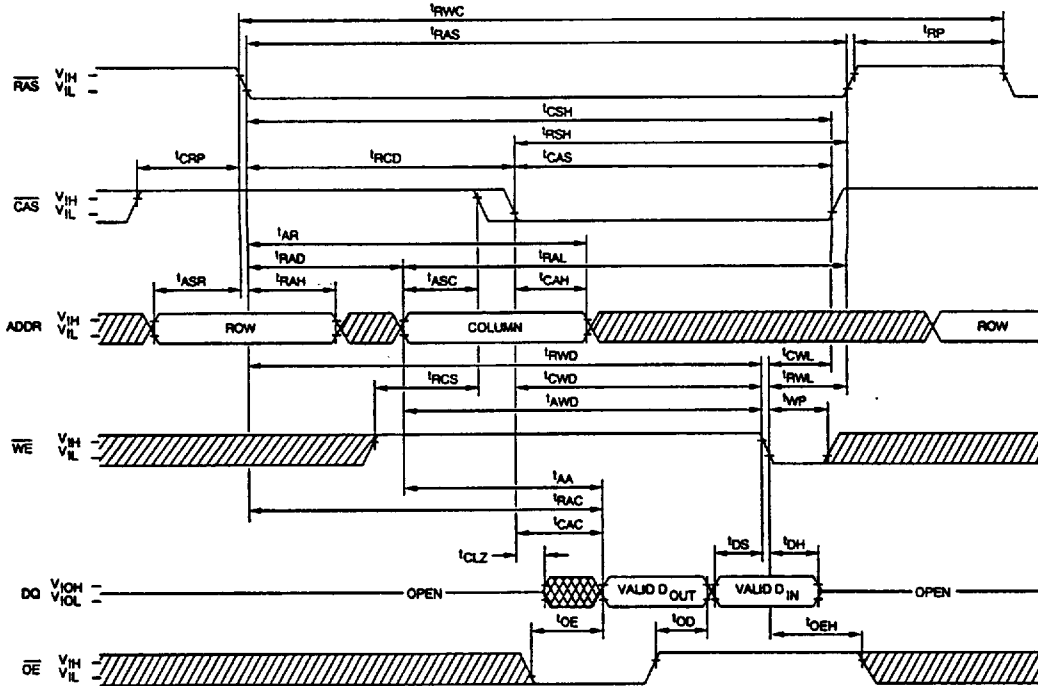 tRWC
tRAS tRP
RAS VIH VIL
tCSH
tRSH
tCRP tRCD tCAS
CAS VIH VIL
tAR
tRAD tRAL
tASR tRAH tASC tCAH
ADDR VIH VIL ROW COLUMN ROW
tRWD tCWL
tRCS tCWD tRWL
tAWD tWP
WE VIH VIL
tAA
tRAC
tCAC
tCLZ tDS tDH
DQ VIOH VIOL OPEN VALID DOUT VALID DIN OPEN
tOE tOD tOEH
OE VIH VIL